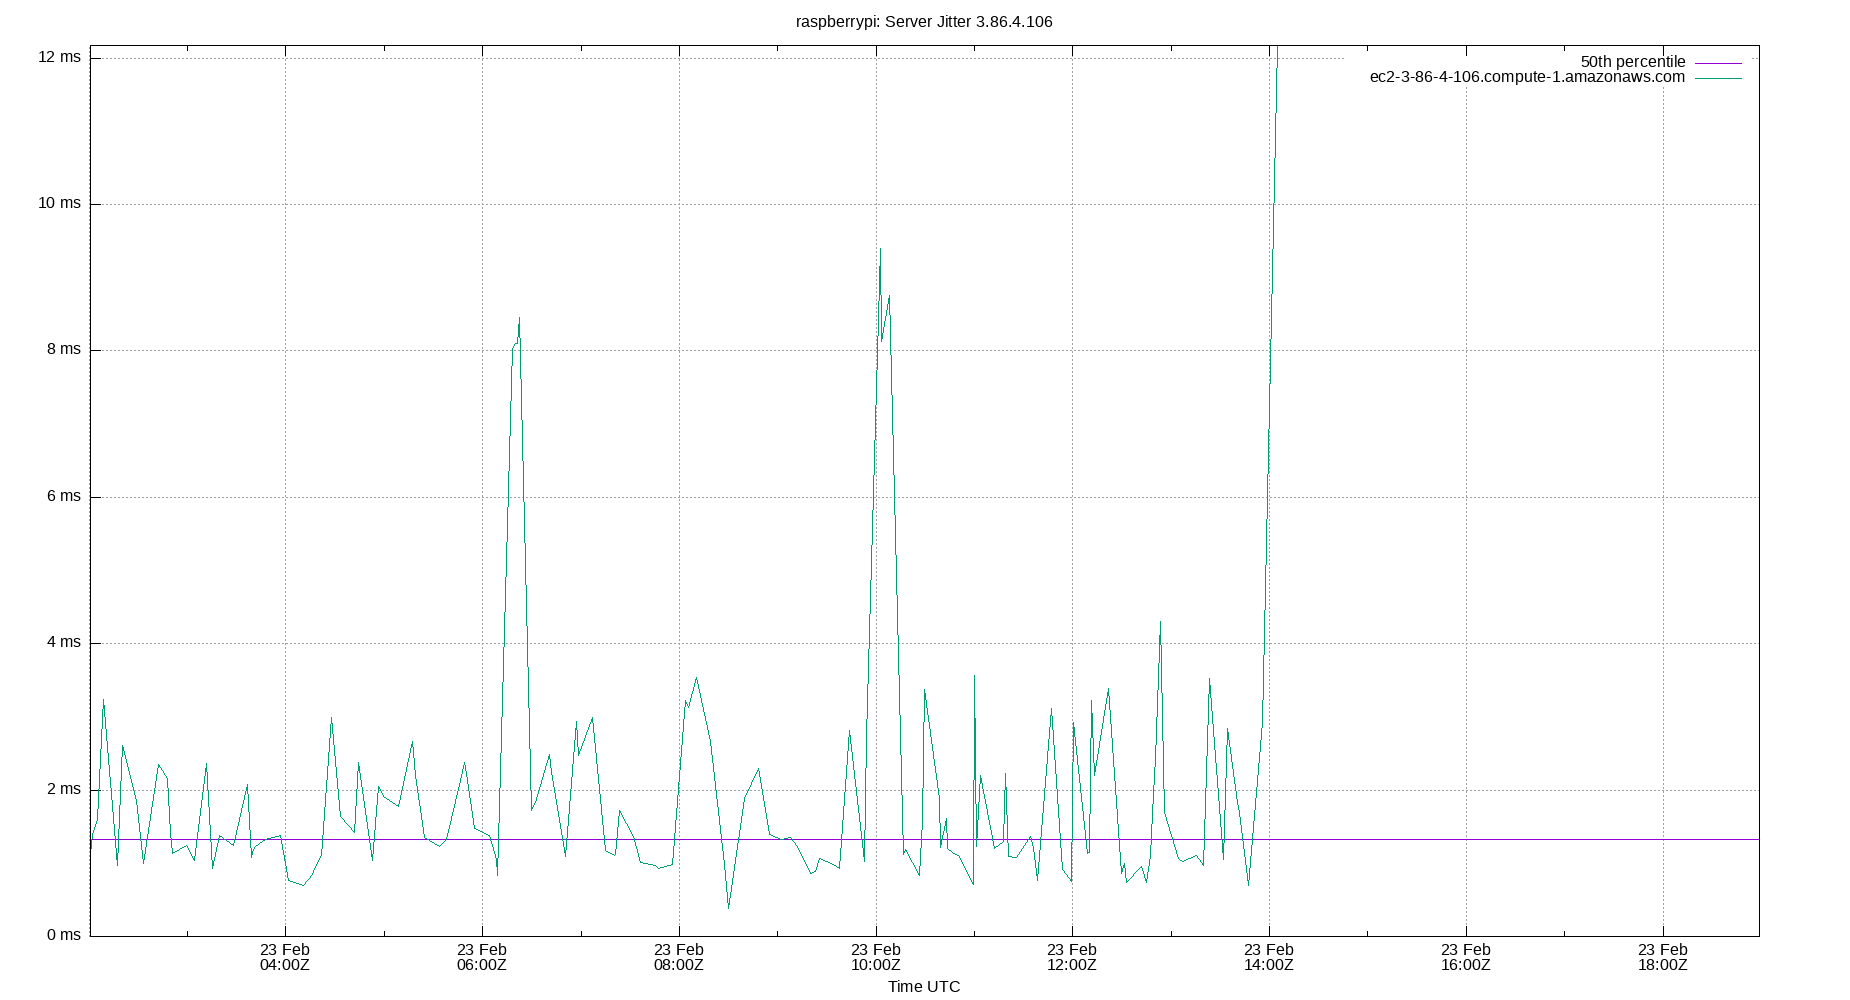 raspberrypi: Server Jitter 3.86.4.106
12 ms
10 ms
8 ms
6 ms
4 ms
2 ms
0 ms
50th percentile
ec2-3-86-4-106.compute-1.amazonaws.com
23 Feb 23 Feb 23 Feb 23 Feb 23 Feb 23 Feb 23 Feb 23 Feb
04:00Z 06:00Z 08:00Z 10:00Z 12:00Z 14:00Z 16:00Z 18:00Z
Time UTC